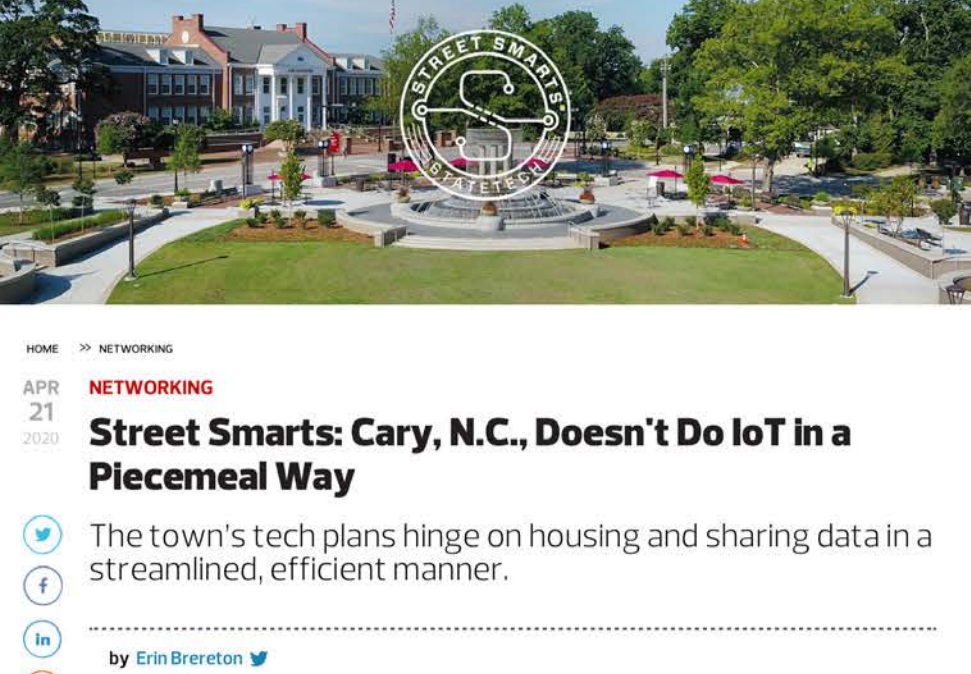 STREET SMARTS
STATETECH
HOME >> NETWORKING
APR
21
2020
NETWORKING
Street Smarts: Cary, N.C., Doesn't Do IoT in a
Piecemeal Way
The town's tech plans hinge on housing and sharing data in a
streamlined, efficient manner.
f
in
by Erin Brereton